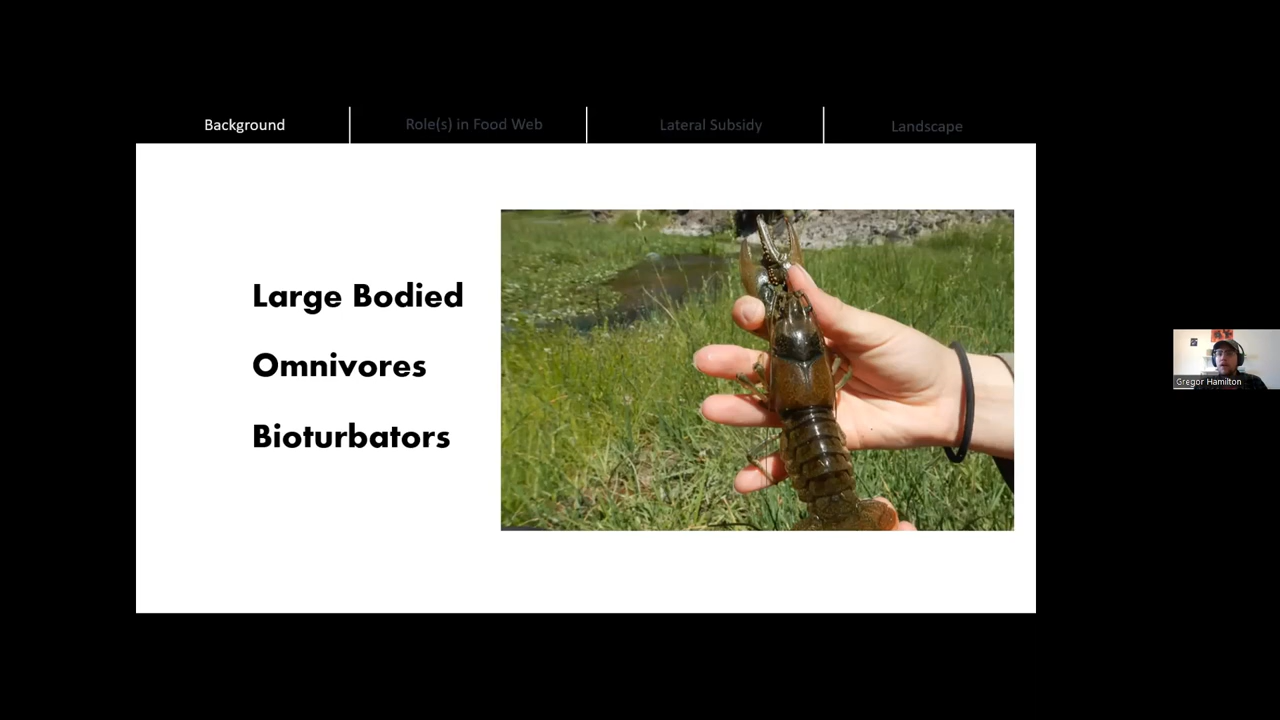 Background
Role(s) in Food Web
Lateral Subsidy
Landscape
Large Bodied
Omnivores
Bioturbators
Gregor Hamilton